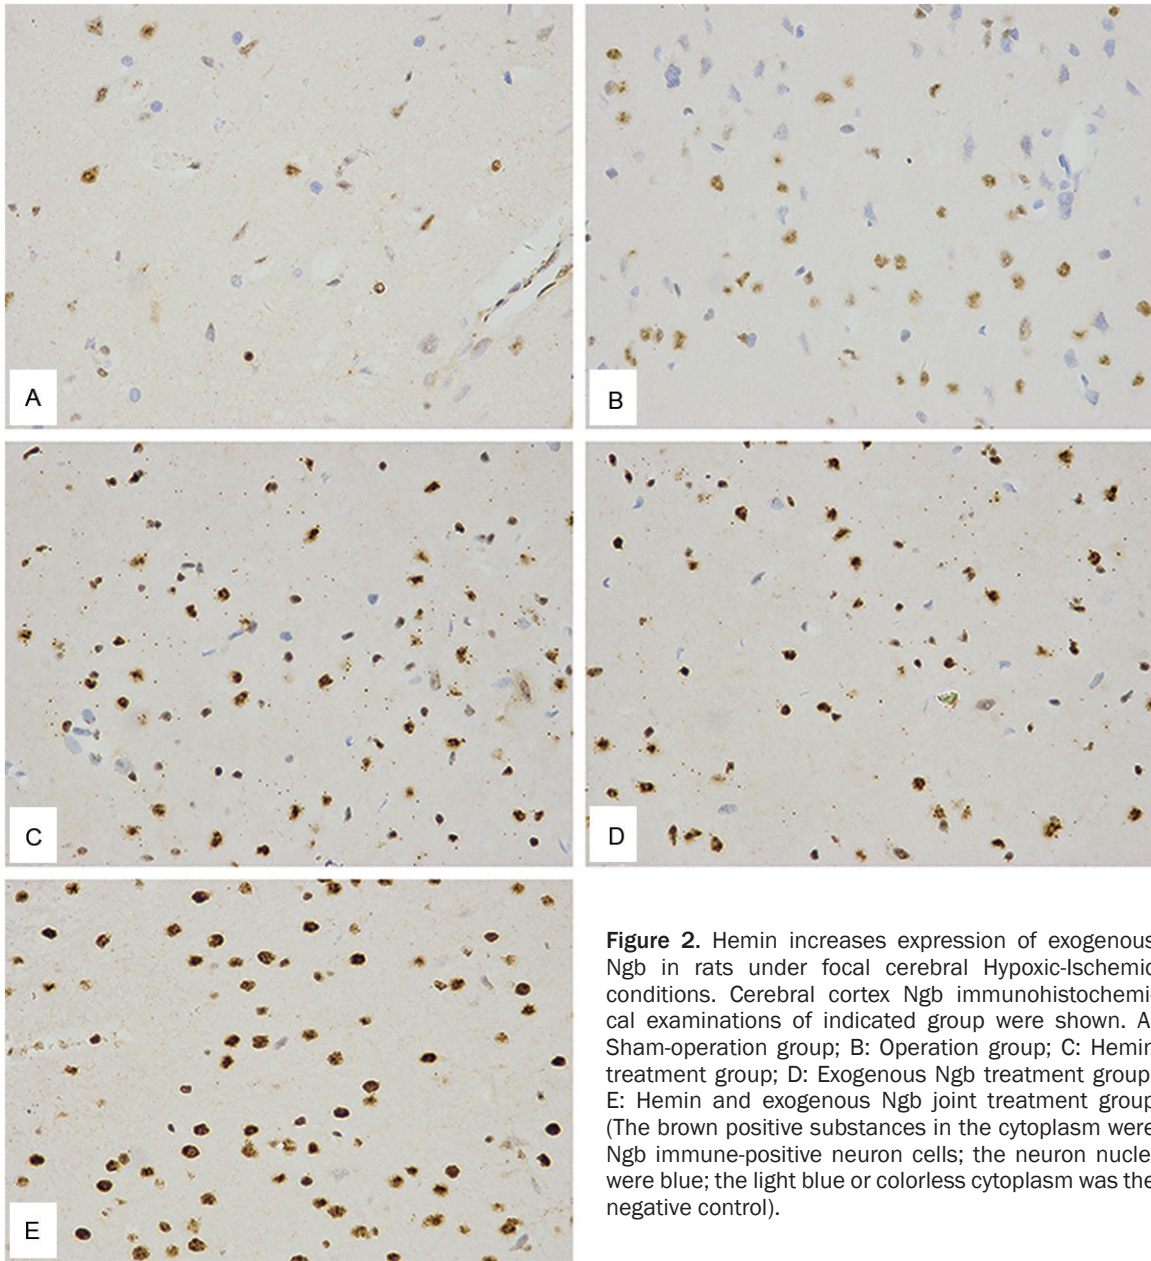 A
B
C
D
E
Figure 2. Hemin increases expression of exogenous
Ngb in rats under focal cerebral Hypoxic-Ischemic
conditions. Cerebral cortex Ngb immunohistochemi
cal examinations of indicated group were shown. A
Sham-operation group; B: Operation group; C: Hemin
treatment group; D: Exogenous Ngb treatment group
E: Hemin and exogenous Ngb joint treatment group
(The brown positive substances in the cytoplasm were
Ngb immune-positive neuron cells; the neuron nucle
were blue; the light blue or colorless cytoplasm was the
negative control).